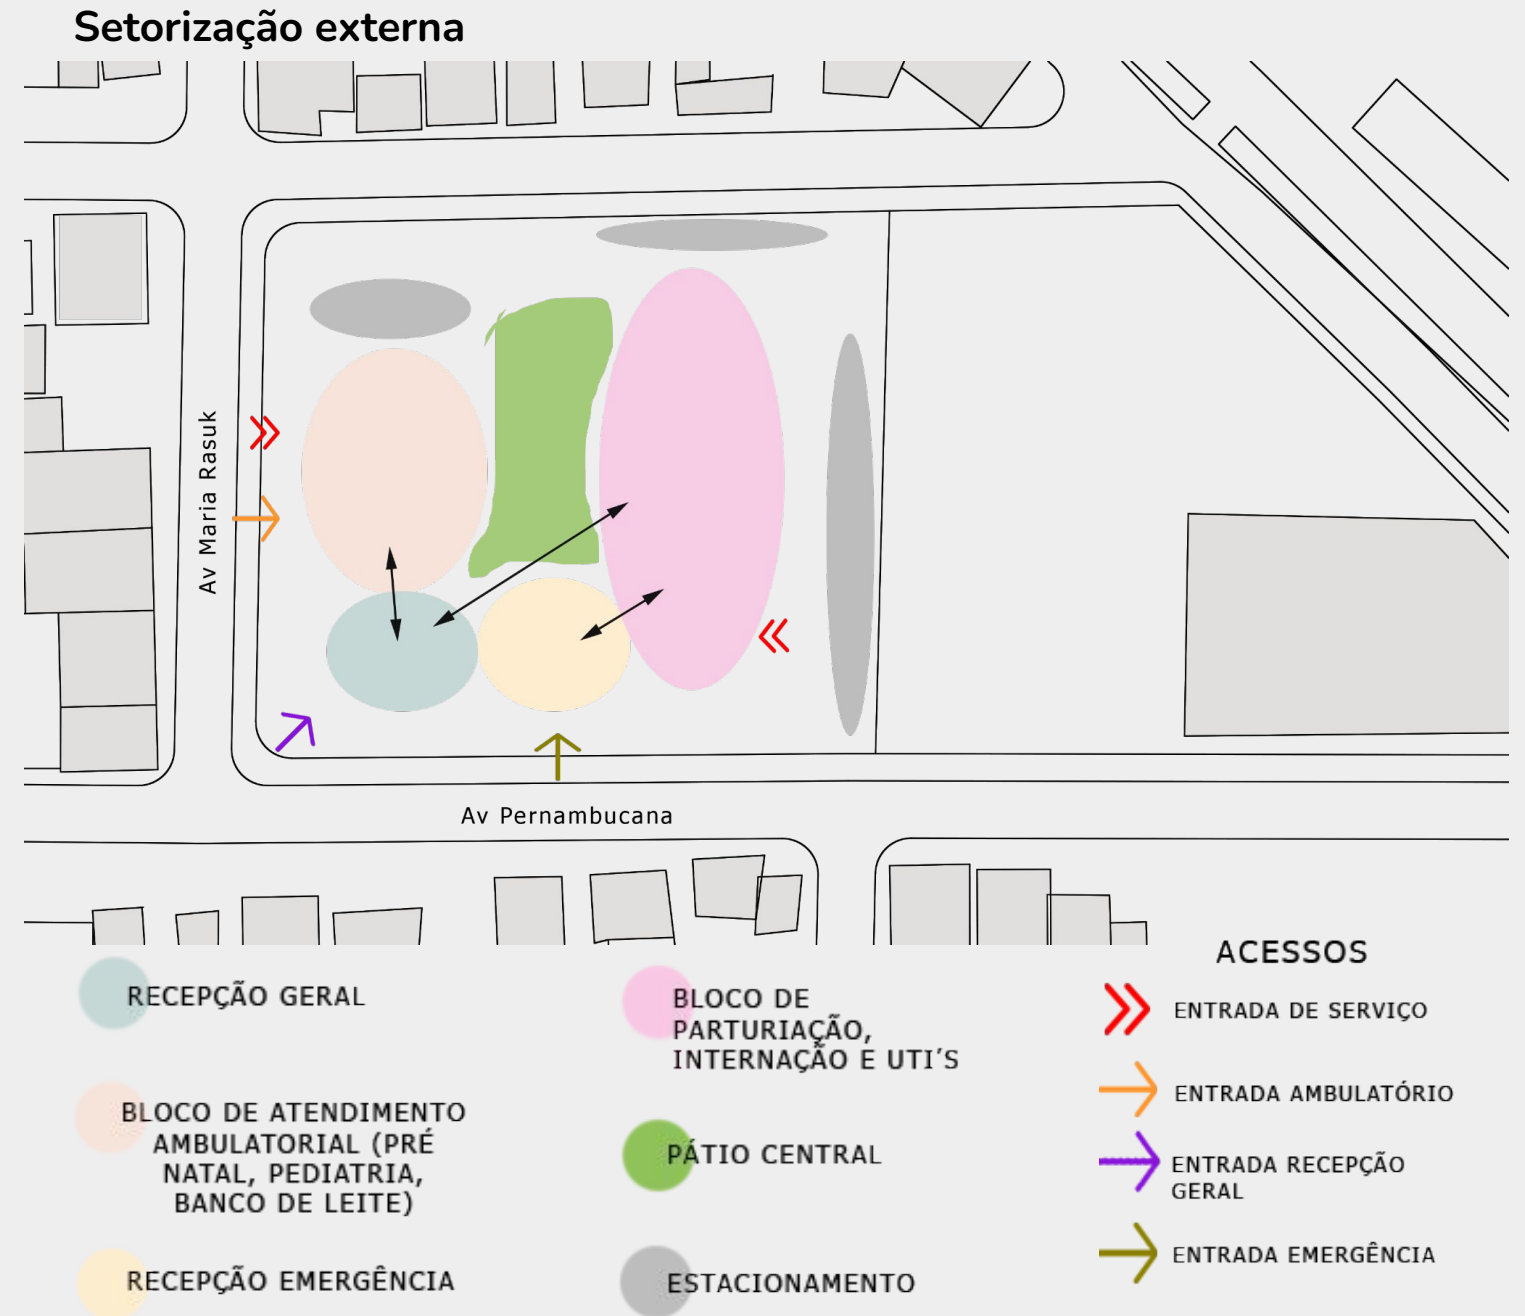 Setorização externa
Av Maria Rasuk
Av Pernambucana
RECEPÇÃO GERAL
BLOCO DE ATENDIMENTO
AMBULATORIAL (PRÉ
NATAL, PEDIATRIA,
BANCO DE LEITE)
RECEPÇÃO EMERGÊNCIA
BLOCO DE
PARTURIAÇÃO,
INTERNAÇÃO E UTI´S
PÁTIO CENTRAL
ESTACIONAMENTO
ACESSOS
ENTRADA DE SERVIÇO
ENTRADA AMBULATÓRIO
ENTRADA RECEPÇÃO
GERAL
ENTRADA EMERGÊNCIA